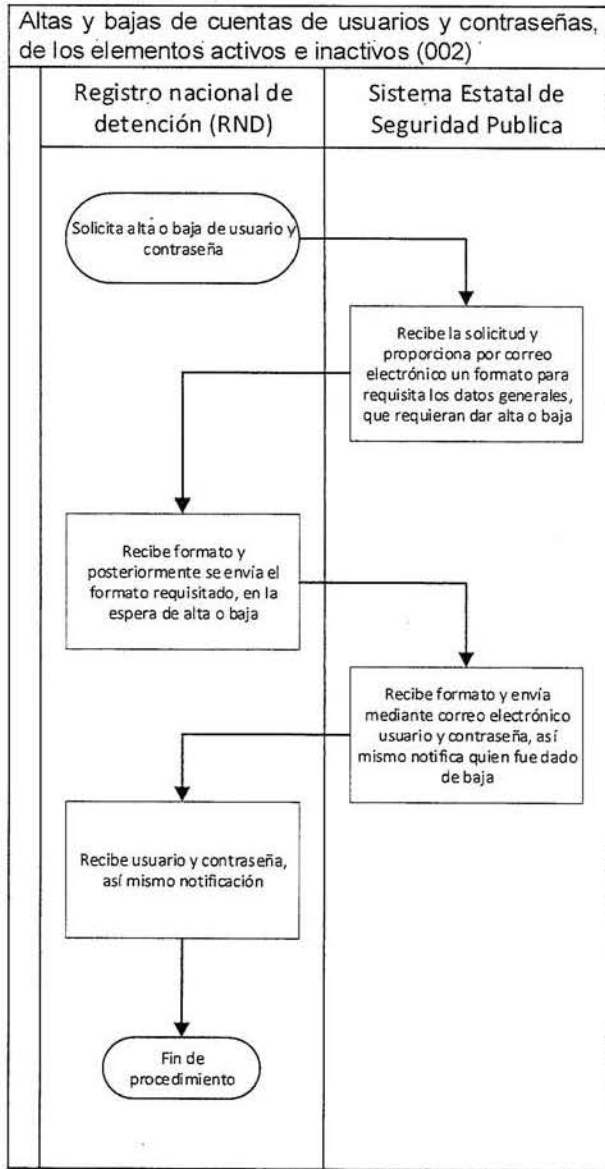 Altas y bajas de cuentas de usuarios y contraseñas,
de los elementos activos e inactivos (002)
Registro nacional de
detención (RND)
Sistema Estatal de
Seguridad Publica
Solicita alta o baja de usuario y
contraseña
Recibe la solicitud y
proporciona por correo
electrónico un formato para
requisita los datos generales,
que requieran dar alta o baja
Recibe formato y
posteriormente se envía el
formato requisitado, en la
espera de alta o baja
Recibe formato y envía
mediante correo electrónico
usuario y contraseña, así
mismo notifica quien fue dado
de baja
Recibe usuario y contraseña,
así mismo notificación
Fin de
procedimiento